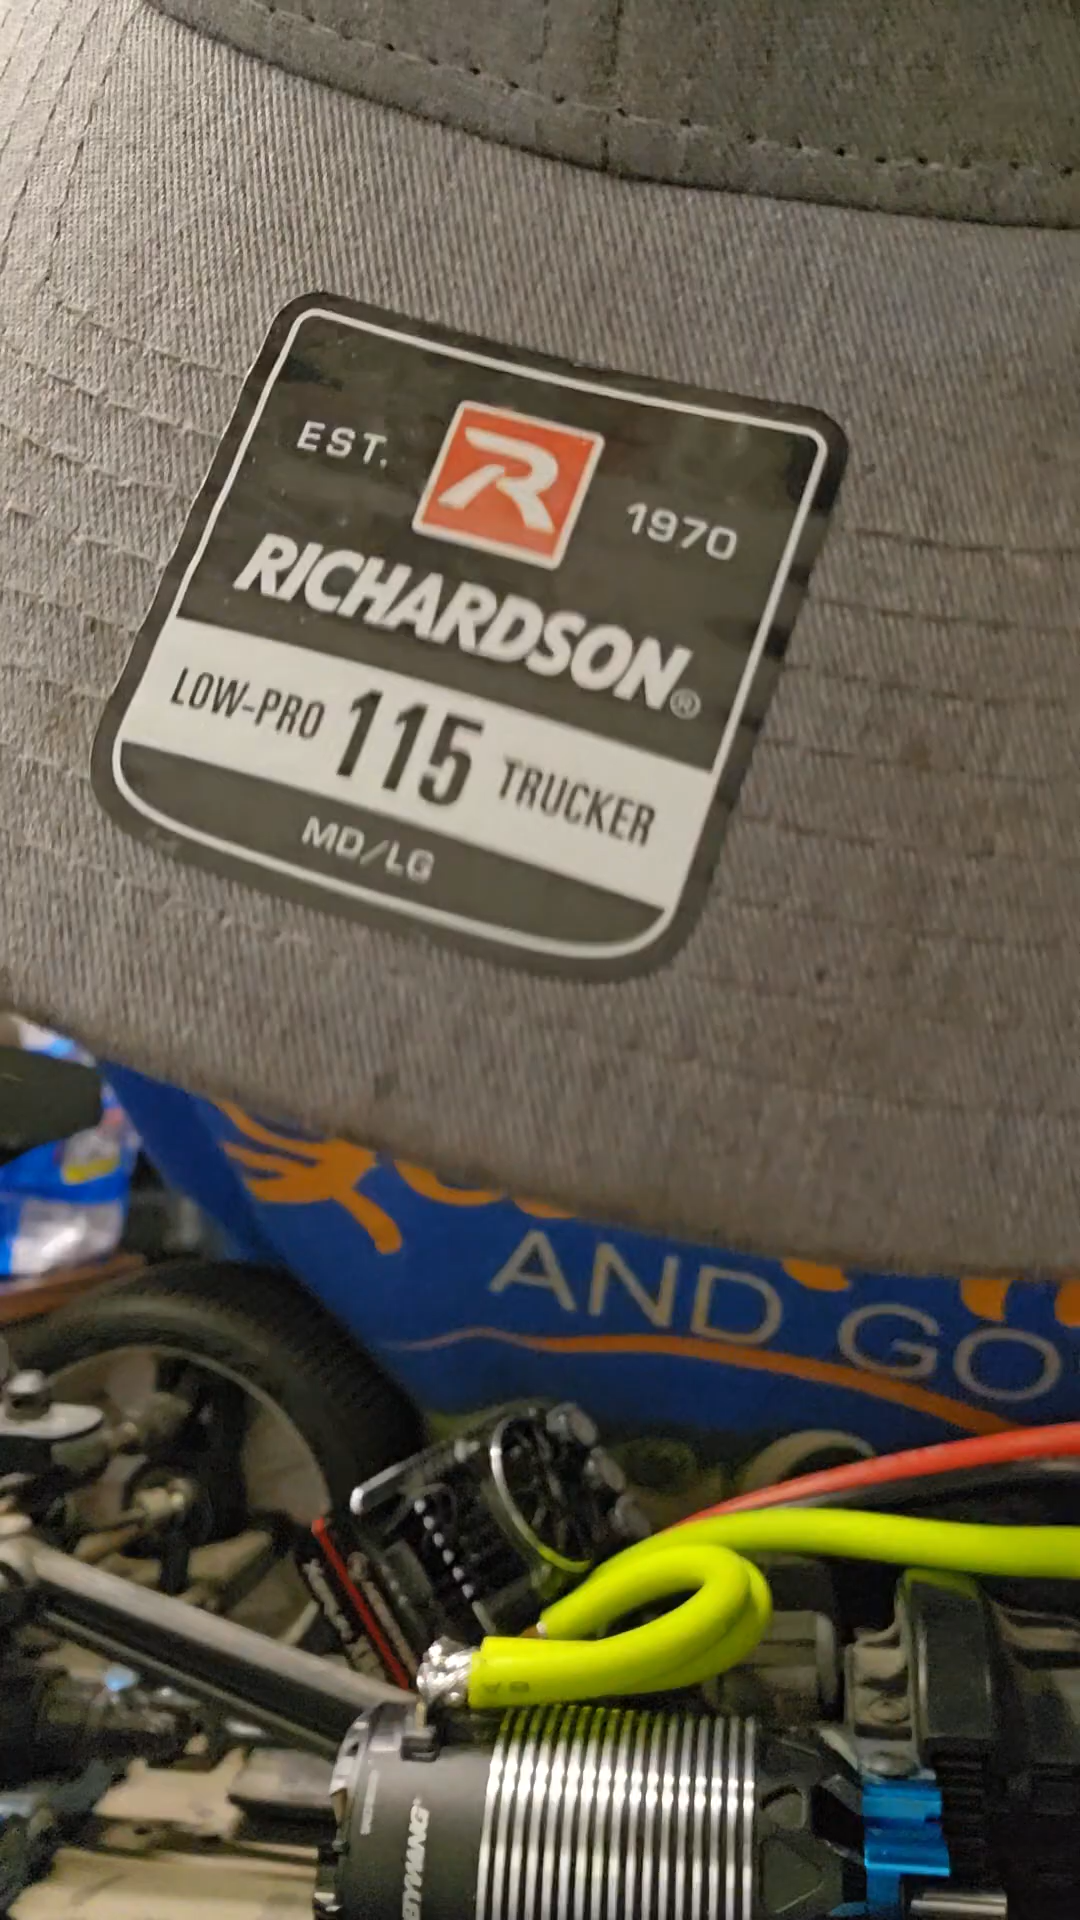 EST. R 1970
RICHARDSON®
LOW-PRO 115 TRUCKER
MD/LG
AND GO